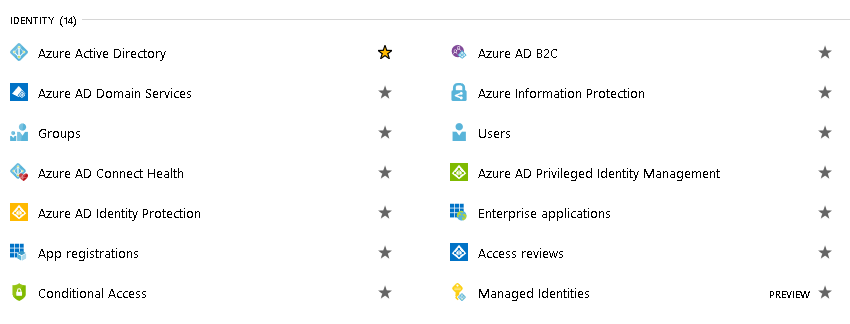 IDENTITY (14)
Azure Active Directory
Azure AD B2C
Azure AD Domain Services
Azure Information Protection
Groups
Users
Azure AD Connect Health
Azure AD Privileged Identity Management
Azure AD Identity Protection
Enterprise applications
App registrations
Access reviews
Conditional Access
Managed Identities PREVIEW